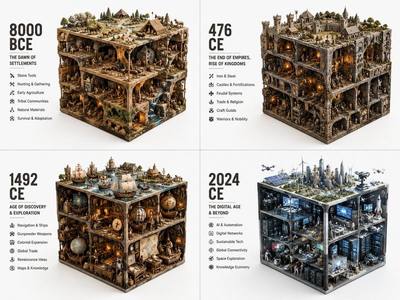 8000
BCE
THE DAWN OF
SETTLEMENTS
Stone Tools
Hunting & Gathering
Early Agriculture
Tribal Communities
Natural Materials
Survival & Adaptation
476
CE
THE END OF EMPIRES,
RISE OF KINGDOMS
Iron & Steel
Castles & Fortifications
Feudal Systems
Trade & Religion
Craft Guilds
Warriors & Nobility
1492
CE
AGE OF DISCOVERY
& EXPLORATION
Navigation & Ships
Gunpowder Weapons
Colonial Expansion
Global Trade
Renaissance Ideas
Maps & Knowledge
2024
CE
THE DIGITAL AGE
& BEYOND
AI & Automation
Digital Networks
Sustainable Tech
Global Connectivity
Space Exploration
Knowledge Economy